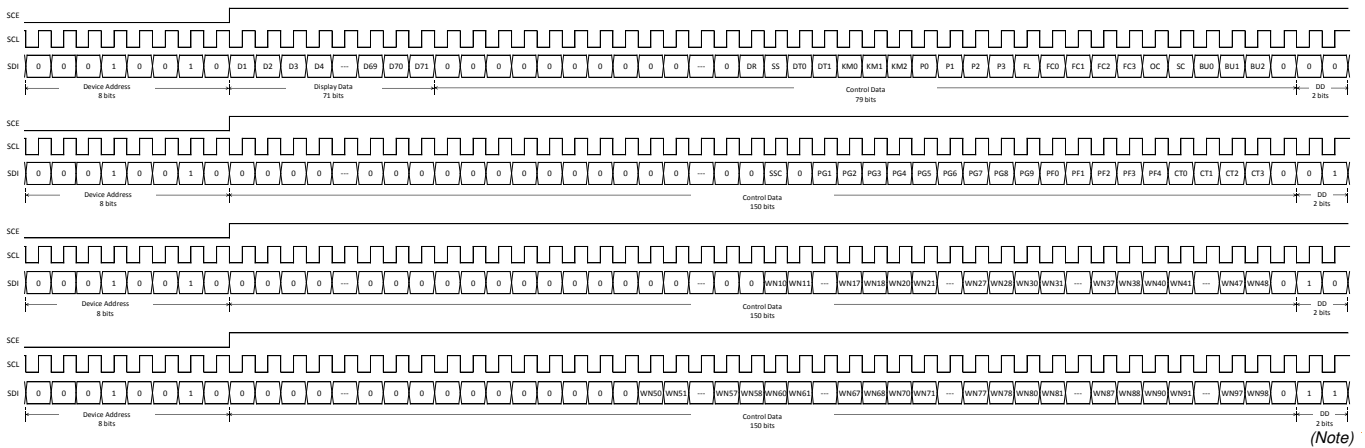 SCE
SCL
SDI 0 0 0 1 0 0 1 0 D1 D2 D3 D4 --- D69 D70 D71 0 0 0 0 0 0 0 0 0 0 --- 0 DR SS DT0 DT1 KM0 KM1 KM2 P0 P1 P2 P3 FL FC0 FC1 FC2 FC3 OC SC BU0 BU1 BU2 0 0 0
Device Address Display Data Control Data DD
8 bits 71 bits 79 bits 2 bits
SCE
SCL
SDI 0 0 0 1 0 0 1 0 0 0 0 0 --- 0 0 0 0 0 0 0 0 0 0 0 0 0 --- 0 0 SSC 0 PG1 PG2 PG3 PG4 PG5 PG6 PG7 PG8 PG9 PF0 PF1 PF2 PF3 PF4 CT0 CT1 CT2 CT3 0 0 1
Device Address Control Data DD
8 bits 150 bits 2 bits
SCE
SCL
SDI 0 0 0 1 0 0 1 0 0 0 0 0 --- 0 0 0 0 0 0 0 0 0 0 0 0 0 --- 0 0 WN10 WN11 --- WN17 WN18 WN20 WN21 --- WN27 WN28 WN30 WN31 --- WN37 WN38 WN40 WN41 --- WN47 WN48 0 1 0
Device Address Control Data DD
8 bits 150 bits 2 bits
SCE
SCL
SDI 0 0 0 1 0 0 1 0 0 0 0 0 --- 0 0 0 0 0 0 0 0 0 0 0 WN50 WN51 --- WN57 WN58 WN60 WN61 --- WN67 WN68 WN70 WN71 --- WN77 WN78 WN80 WN81 --- WN87 WN88 WN90 WN91 --- WN97 WN98 0 1 1
Device Address Control Data DD
8 bits 150 bits 2 bits
(Note)